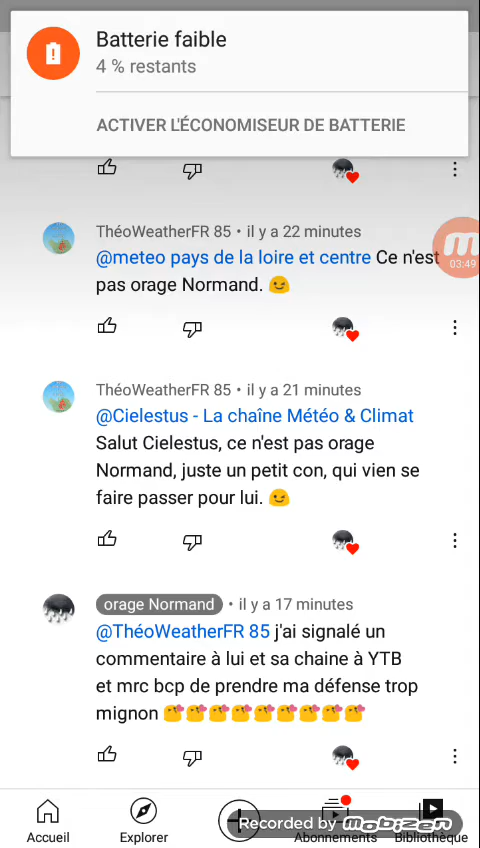 Batterie faible
4 % restants
ACTIVER L'ÉCONOMISEUR DE BATTERIE
ThéoWeatherFR 85 • il y a 22 minutes
@meteo pays de la loire et centre Ce n'est
pas orage Normand. 😉
03:49
ThéoWeatherFR 85 • il y a 21 minutes
@Cielestus - La chaîne Météo & Climat
Salut Cielestus, ce n'est pas orage
Normand, juste un petit con, qui vien se
faire passer pour lui. 😉
orage Normand • il y a 17 minutes
@ThéoWeatherFR 85 j'ai signalé un
commentaire à lui et sa chaine à YTB
et mrc bcp de prendre ma défense trop
mignon 😘😘😘😘😘😘😘😘😘
Accueil Explorer Abonnements Bibliothèque
Recorded by mobizen